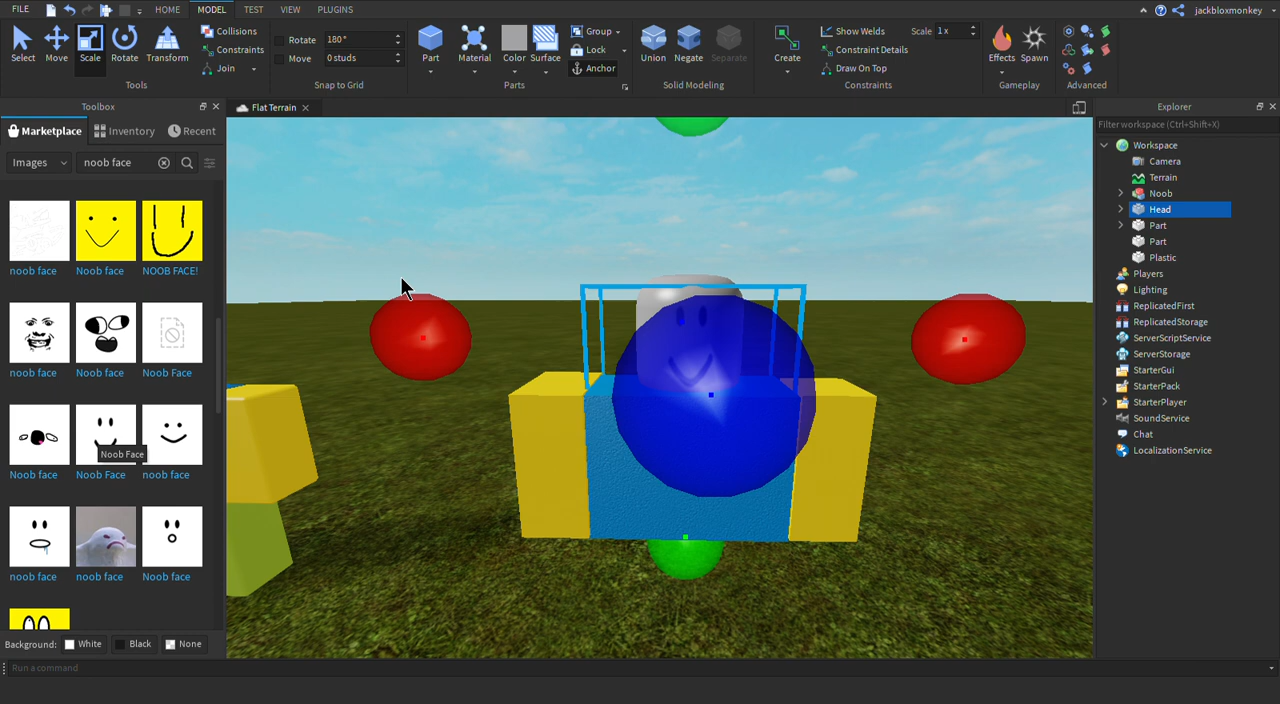 FILE HOME MODEL TEST VIEW PLUGINS jackbloxmonkey
Select Move Scale Rotate Transform
Collisions
Constraints
Join
Tools
Rotate 180°
Move 0 studs
Snap to Grid
Part Material Color Surface
Group
Lock
Anchor
Parts
Union Negate Separate
Solid Modeling
Create
Show Welds Scale 1 x
Constraint Details
Draw On Top
Constraints
Effects Spawn
Gameplay
Advanced
Toolbox
Marketplace Inventory Recent
Images noob face
noob face Noob face NOOB FACE!
noob face noob face Noob Face
Noob Face
Noob face Noob Face noob face
noob face noob face Noob face
Background: White Black None
Run a command
Flat Terrain
Explorer
Filter workspace (Ctrl+Shift+X)
Workspace
Camera
Terrain
Noob
Head
Part
Part
Plastic
Players
Lighting
ReplicatedFirst
ReplicatedStorage
ServerScriptService
ServerStorage
StarterGui
StarterPack
StarterPlayer
SoundService
Chat
LocalizationService